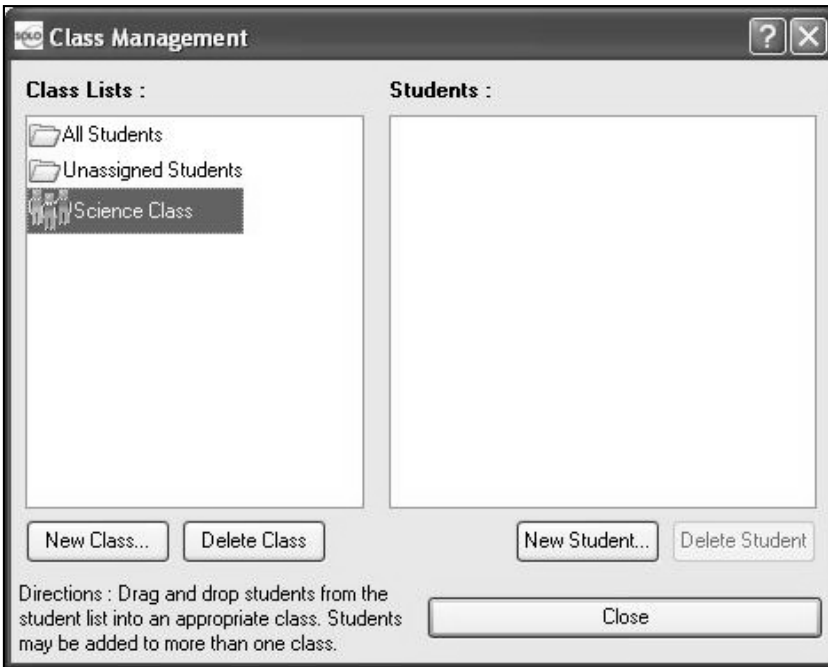 SOLO Class Management
Class Lists :
Students :
All Students
Unassigned Students
Science Class
New Class...
Delete Class
New Student...
Delete Student
Directions : Drag and drop students from the
student list into an appropriate class. Students
may be added to more than one class.
Close